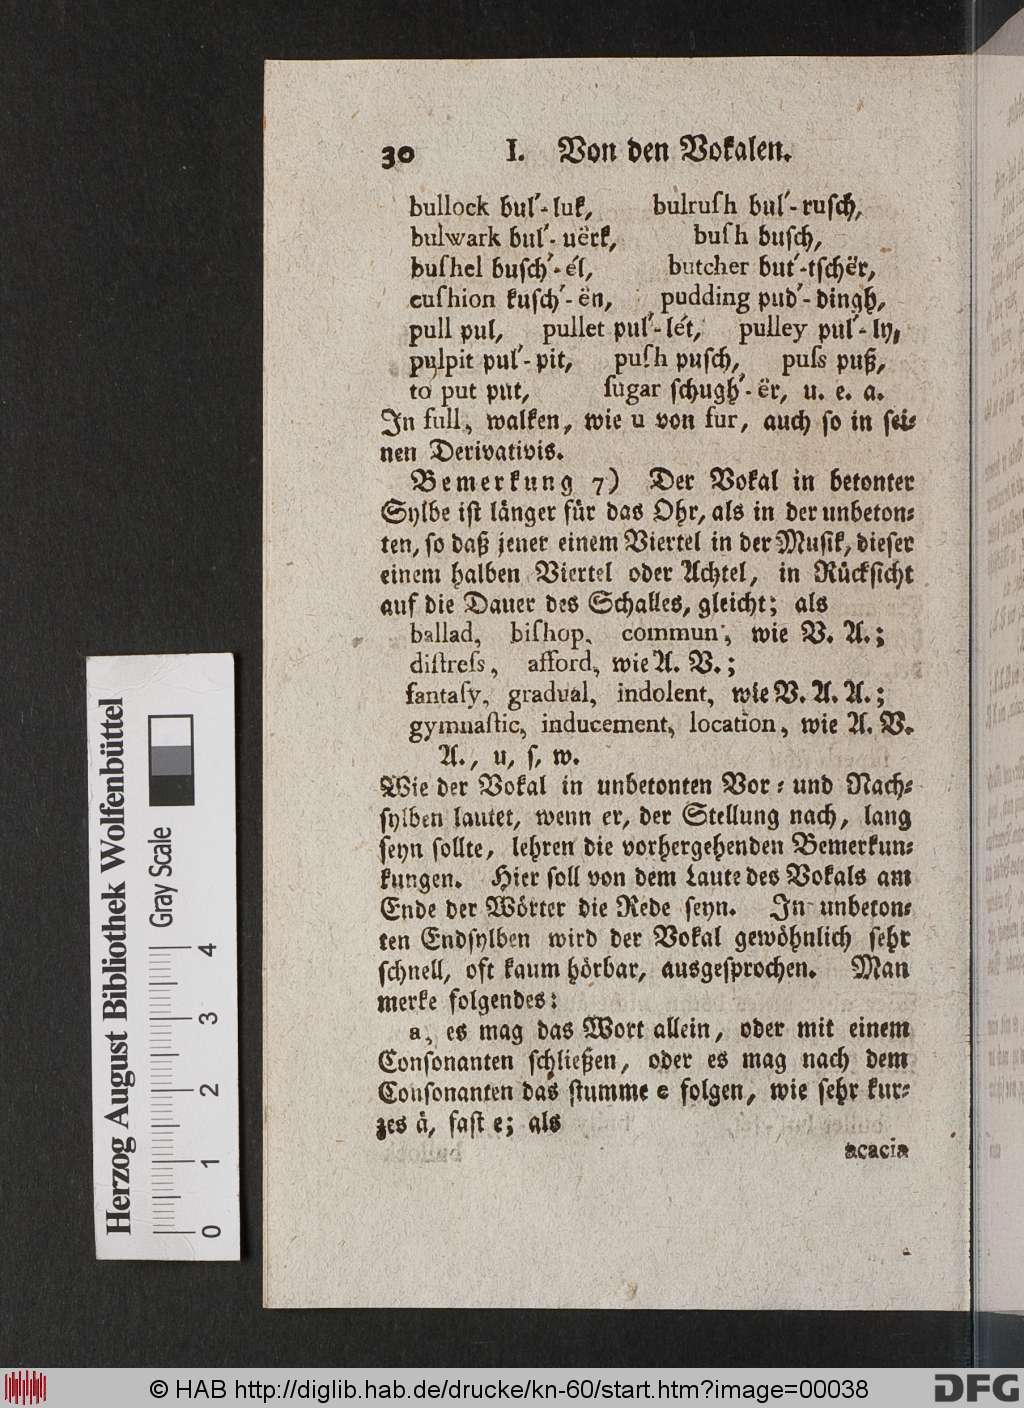 30 I. Von den Vokalen.
bullock bul´-luk, bulruſh bul´-ruſch,
bulwark bul´-uërk, buſh buſch,
buſhel buſch´-él, butcher but´-tſchër,
cuſhion kuſch´-ën, pudding pud´-dingh,
pull pul, pullet pul´-lét, pulley pul´-ly,
pulpit pul´-pit, puſh puſch, puſs puß,
to put put, ſugar ſchugh´-ër, u. e. a.
In full, walken, wie u von fur, auch ſo in ſei⸗
nen Derivativis.
Bemerkung 7) Der Vokal in betonter
Sylbe iſt länger für das Ohr, als in der unbeton⸗
ten, ſo daß jener einem Viertel in der Muſik, dieſer
einem halben Viertel oder Achtel, in Rückſicht
auf die Dauer des Schalles, gleicht; als
ballad, biſhop, commun, wie V. A.;
diſtreſs, afford, wie A. V.;
fantaſy, gradual, indolent, wie V. A. A.;
gymnaſtic, inducement, location, wie A. V.
A., u, ſ, w.
Wie der Vokal in unbetonten Vor⸗ und Nach⸗
ſylben lautet, wenn er, der Stellung nach, lang
ſeyn ſollte, lehren die vorhergehenden Bemerkun⸗
kungen. Hier ſoll von dem Laute des Vokals am
Ende der Wörter die Rede ſeyn. In unbeton⸗
ten Endſylben wird der Vokal gewöhnlich ſehr
ſchnell, oft kaum hörbar, ausgeſprochen. Man
merke folgendes:
a, es mag das Wort allein, oder mit einem
Conſonanten ſchließen, oder es mag nach dem
Conſonanten das ſtumme e folgen, wie ſehr kur⸗
zes ä, faſt e; als
acacia
Herzog August Bibliothek Wolfenbüttel
Gray Scale
0 1 2 3 4
© HAB http://diglib.hab.de/drucke/kn-60/start.htm?image=00038
DFG